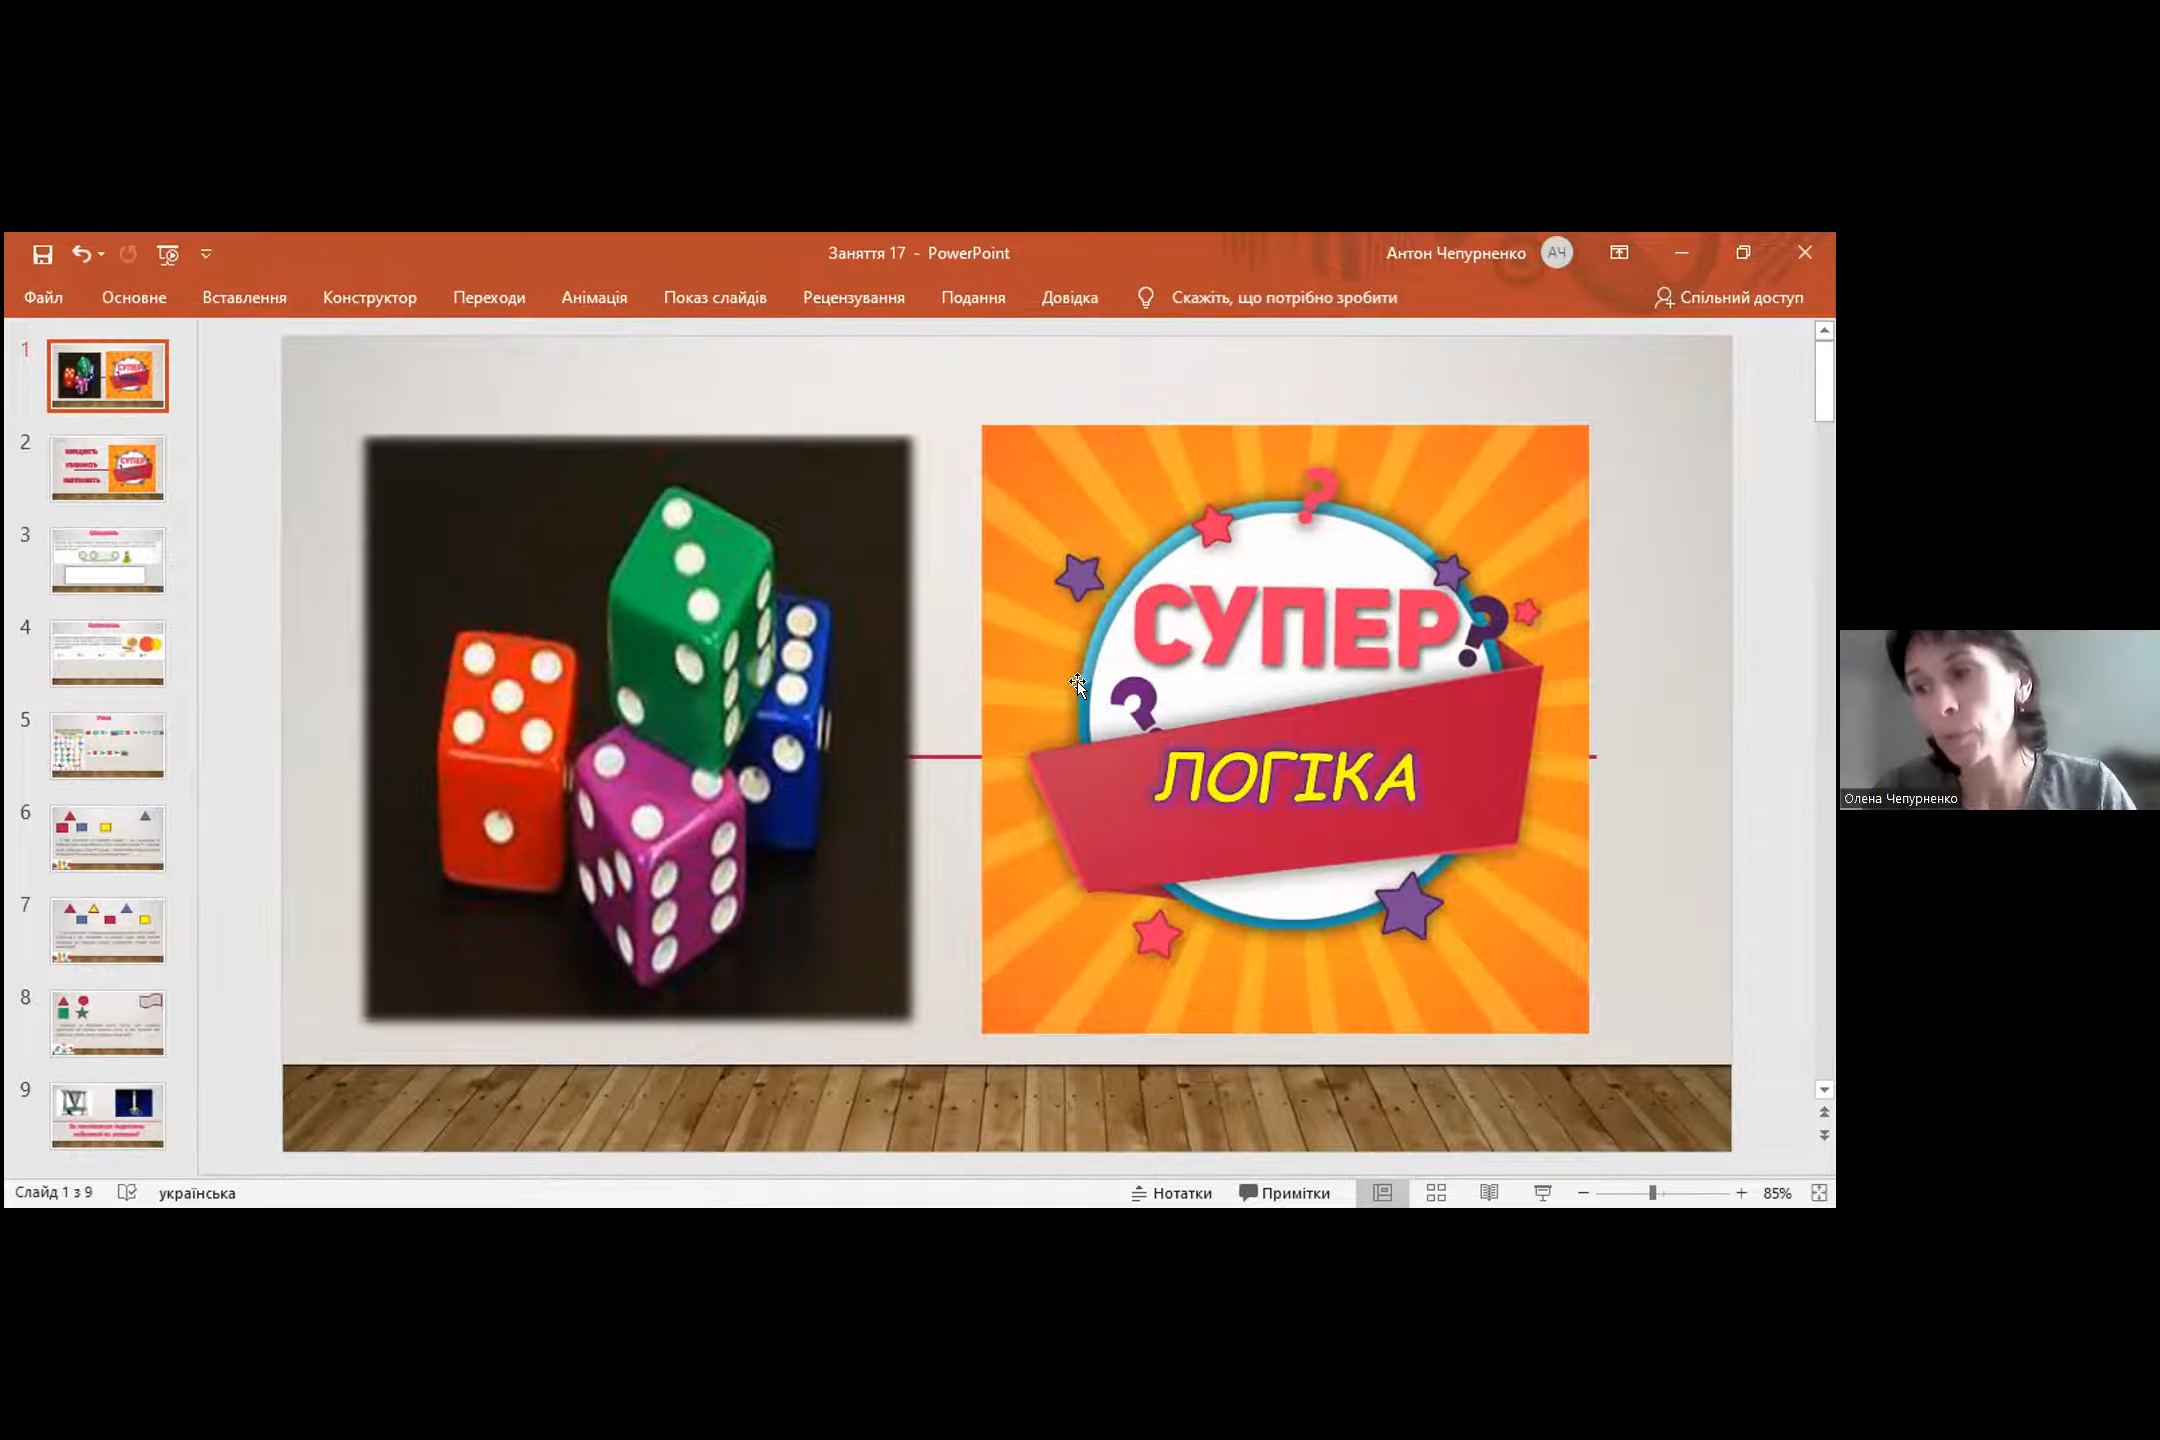 Заняття 17 - PowerPoint
Антон Чепурненко
АЧ
Файл
Основне
Вставлення
Конструктор
Переходи
Анімація
Показ слайдів
Рецензування
Подання
Довідка
Скажіть, що потрібно зробити
Спільний доступ
1
2
3
4
5
6
7
8
9
?
СУПЕР
?
?
ЛОГІКА
Олена Чепурненко
Слайд 1 з 9
українська
Нотатки
Примітки
85%